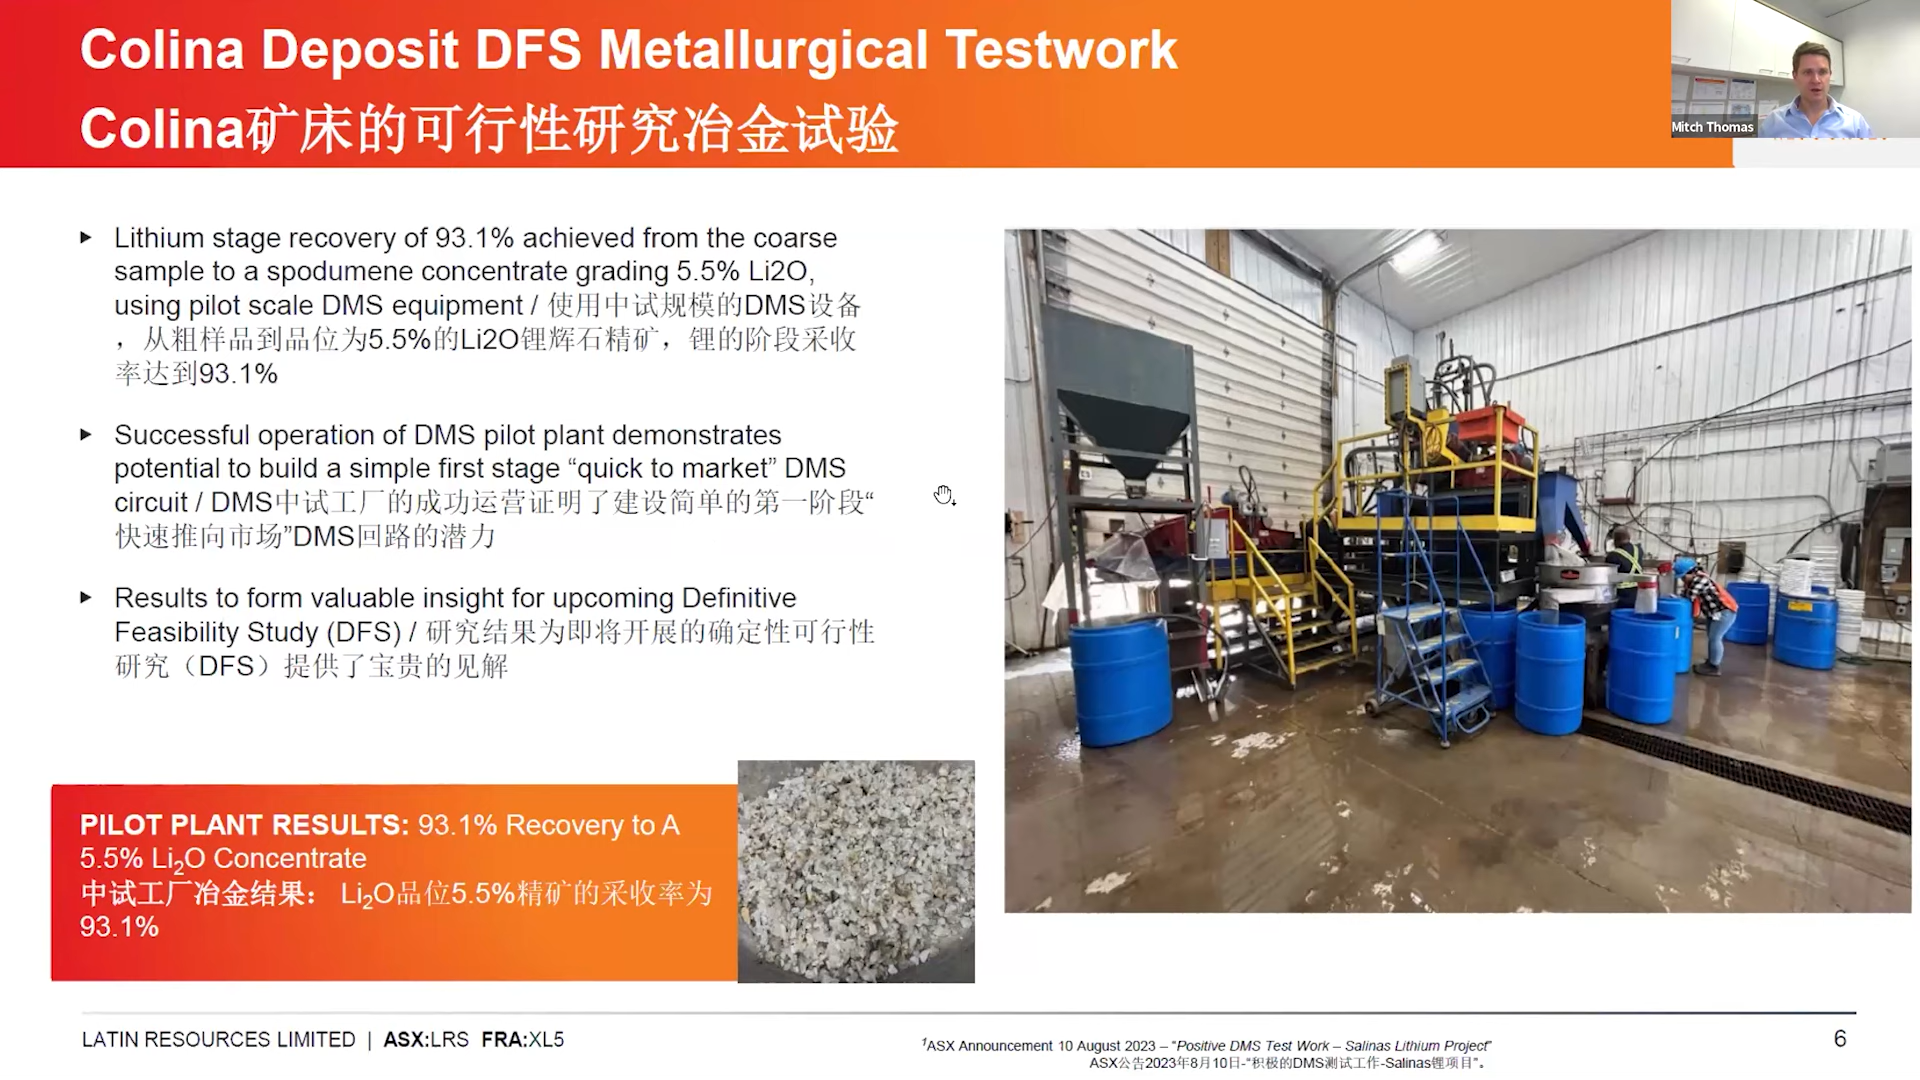 Colina Deposit DFS Metallurgical Testwork
Colina矿床的可行性研究冶金试验
Mitch Thomas
Lithium stage recovery of 93.1% achieved from the coarse
sample to a spodumene concentrate grading 5.5% Li2O,
using pilot scale DMS equipment / 使用中试规模的DMS设备
，从粗样品到品位为5.5%的Li2O锂辉石精矿，锂的阶段采收
率达到93.1%
Successful operation of DMS pilot plant demonstrates
potential to build a simple first stage “quick to market” DMS
circuit / DMS中试工厂的成功运营证明了建设简单的第一阶段“
快速推向市场”DMS回路的潜力
Results to form valuable insight for upcoming Definitive
Feasibility Study (DFS) / 研究结果为即将开展的确定性可行性
研究（DFS）提供了宝贵的见解
PILOT PLANT RESULTS: 93.1% Recovery to A
5.5% Li₂O Concentrate
中试工厂冶金结果： Li₂O品位5.5%精矿的采收率为
93.1%
LATIN RESOURCES LIMITED | ASX:LRS FRA:XL5
¹ASX Announcement 10 August 2023 – "Positive DMS Test Work – Salinas Lithium Project"
ASX公告2023年8月10日-“积极的DMS测试工作-Salinas锂项目”。
6